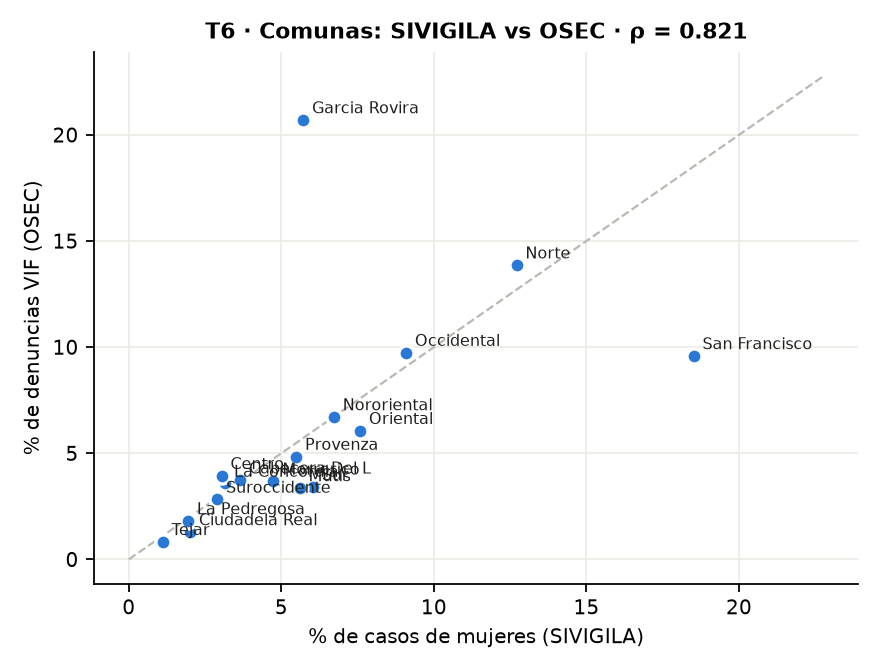 T6 · Comunas: SIVIGILA vs OSEC · ρ = 0.821
% de denuncias VIF (OSEC)
20
15
10
5
0
Garcia Rovira
Norte
Occidental
San Francisco
Nororiental
Oriental
Provenza
Centro
Del L
Suroccidente
La Pedregosa
Ciudadela Real
Tejar
0 5 10 15 20
% de casos de mujeres (SIVIGILA)